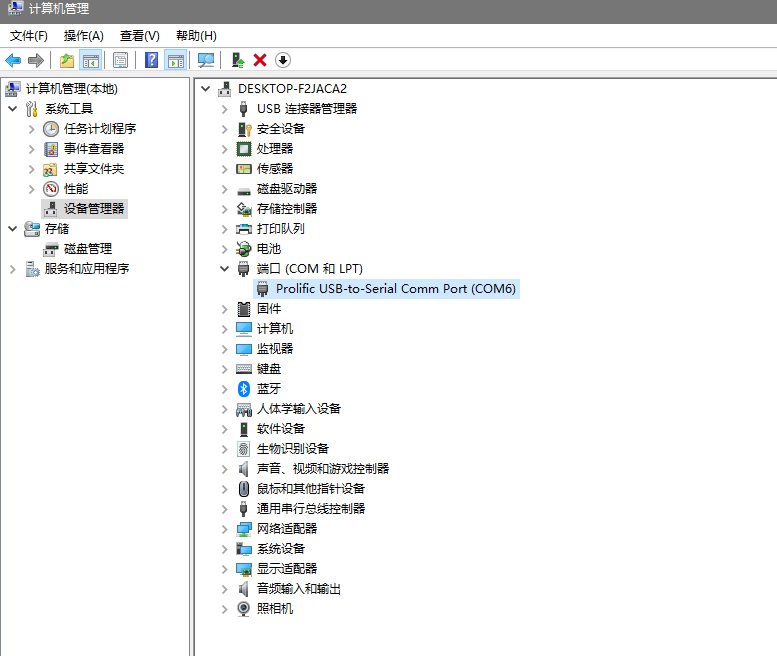 计算机管理
文件(F) 操作(A) 查看(V) 帮助(H)
计算机管理(本地)
系统工具
任务计划程序
事件查看器
共享文件夹
性能
设备管理器
存储
磁盘管理
服务和应用程序
DESKTOP-F2JACA2
USB 连接器管理器
安全设备
处理器
传感器
磁盘驱动器
存储控制器
打印队列
电池
端口 (COM 和 LPT)
Prolific USB-to-Serial Comm Port (COM6)
固件
计算机
监视器
键盘
蓝牙
人体学输入设备
软件设备
生物识别设备
声音、视频和游戏控制器
鼠标和其他指针设备
通用串行总线控制器
网络适配器
系统设备
显示适配器
音频输入和输出
照相机